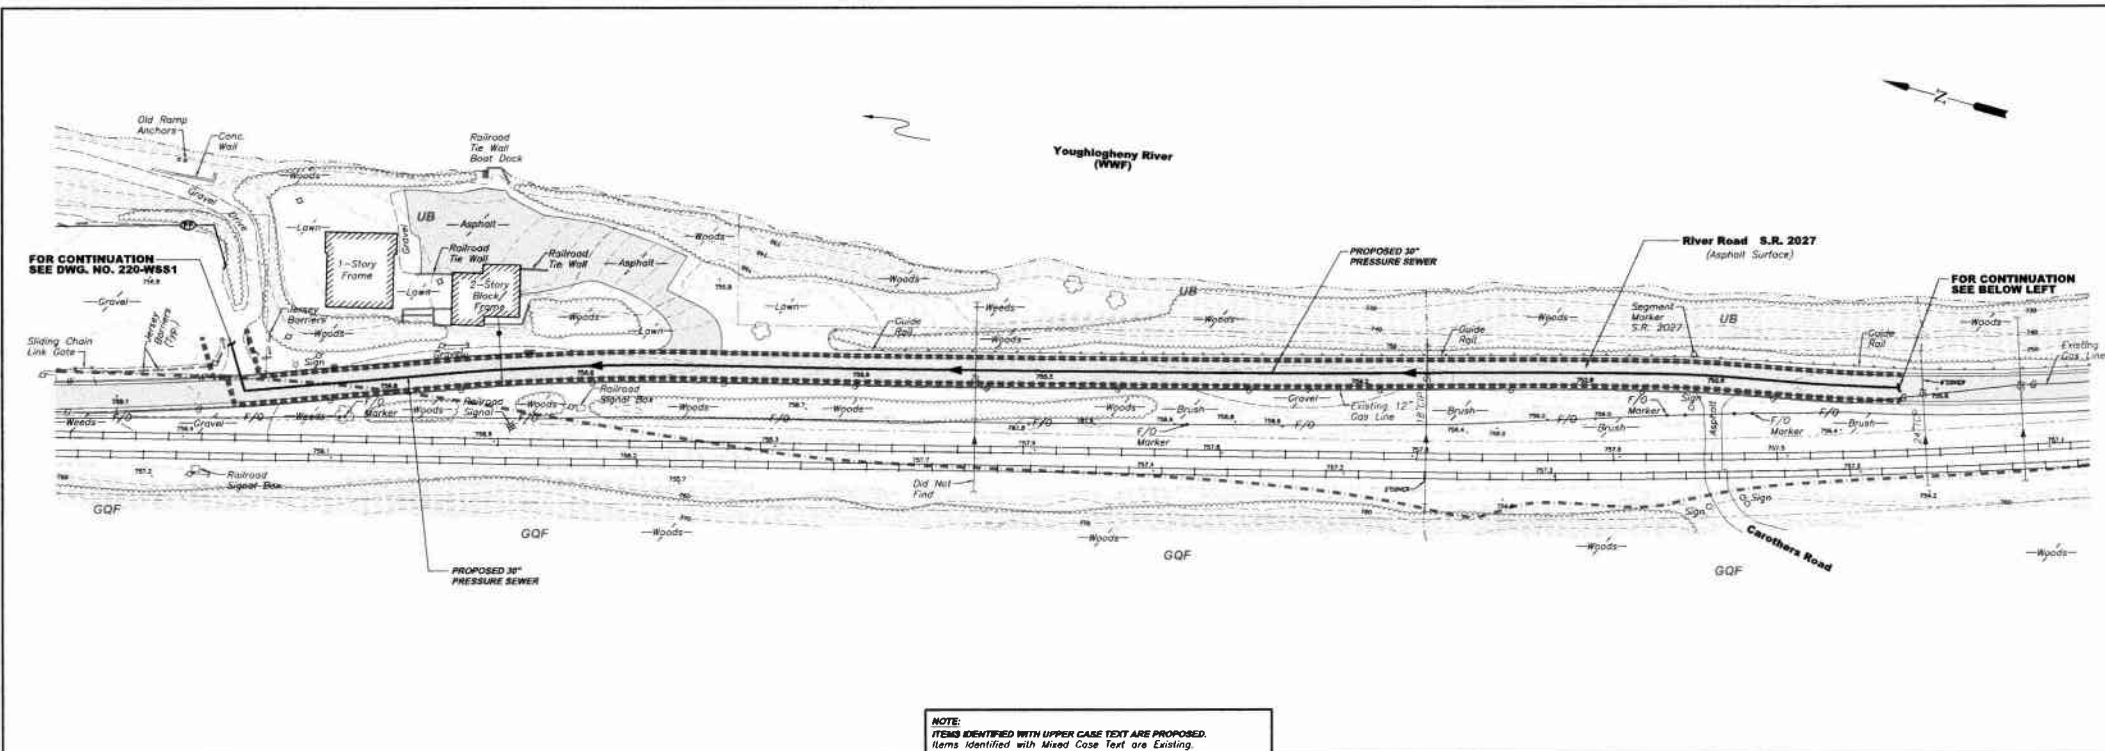 Old Ramp
Anchors
Conc.
Wall
Railroad
Tie Wall
Boat Dock
Youghiogheny River
(WWF)
N
Woods
Gravel Drive
UB
Asphalt
Lawn
Gravel
FOR CONTINUATION
SEE DWG. NO. 220-WSS1
1-Story
Frame
Railroad
Tie Wall
Railroad
Tie Wall
Asphalt
Woods
PROPOSED 30"
PRESSURE SEWER
River Road S.R. 2027
(Asphalt Surface)
Gravel
Lawn
2-Story
Block/
Frame
Woods
FOR CONTINUATION
SEE BELOW LEFT
Jersey
Barriers
(Typ.)
Jersey
Barriers
Woods
Woods
Lawn
Lawn
Weeds
UB
Segment
Marker
S.R. 2027
Woods
UB
Woods
Sliding Chain
Link Gate
Sign
Gravel
Guide
Rail
Woods
Woods
Guide
Rail
Guide
Rail
Existing
Gas Line
Weeds
F/O
Gravel
F/O
Weeds
F/O
Marker
Woods
Railroad
Signal
F/O
Woods
Railroad
Signal Box
Woods
F/O
Woods
F/O
Woods
Brush
F/O
Marker
F/O
Gravel
Existing 12"
Gas Line
Brush
F/O
F/O
Marker
Brush
Sign
Asphalt
F/O
Marker
F/O
Brush
Railroad
Signal Box
Did Not
Find
Sign
Sign
GQF
GQF
Woods
Woods
GQF
Woods
Carothers Road
GQF
Woods
PROPOSED 30"
PRESSURE SEWER
NOTE:
ITEMS IDENTIFIED WITH UPPER CASE TEXT ARE PROPOSED.
Items Identified with Mixed Case Text are Existing.